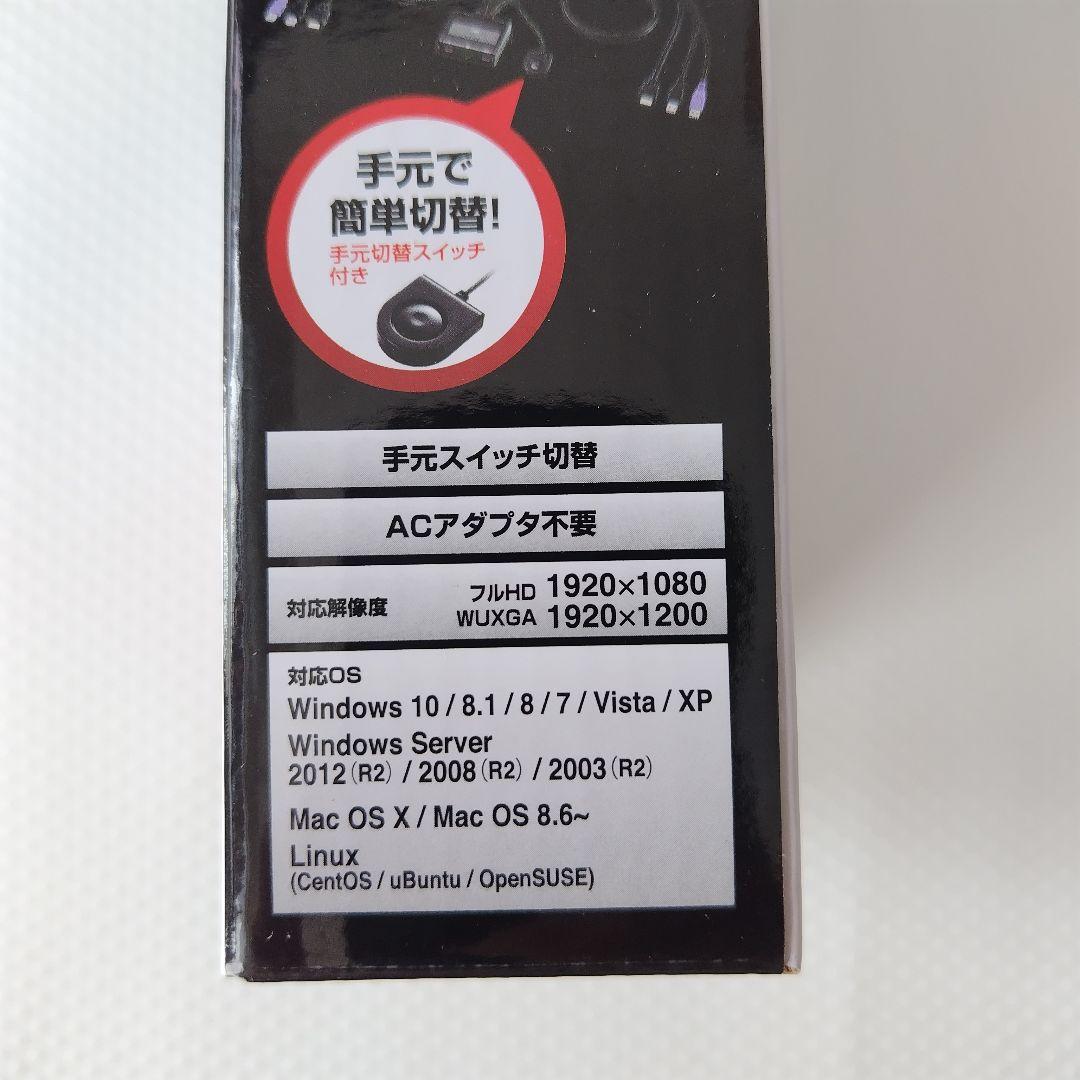 手元で
簡単切替!
手元切替スイッチ
付き
手元スイッチ切替
ACアダプタ不要
対応解像度
フルHD 1920×1080
WUXGA 1920×1200
対応OS
Windows 10 / 8.1 / 8 / 7 / Vista / XP
Windows Server
2012（R2） / 2008（R2） / 2003（R2）
Mac OS X / Mac OS 8.6~
Linux
(CentOS / uBuntu / OpenSUSE)